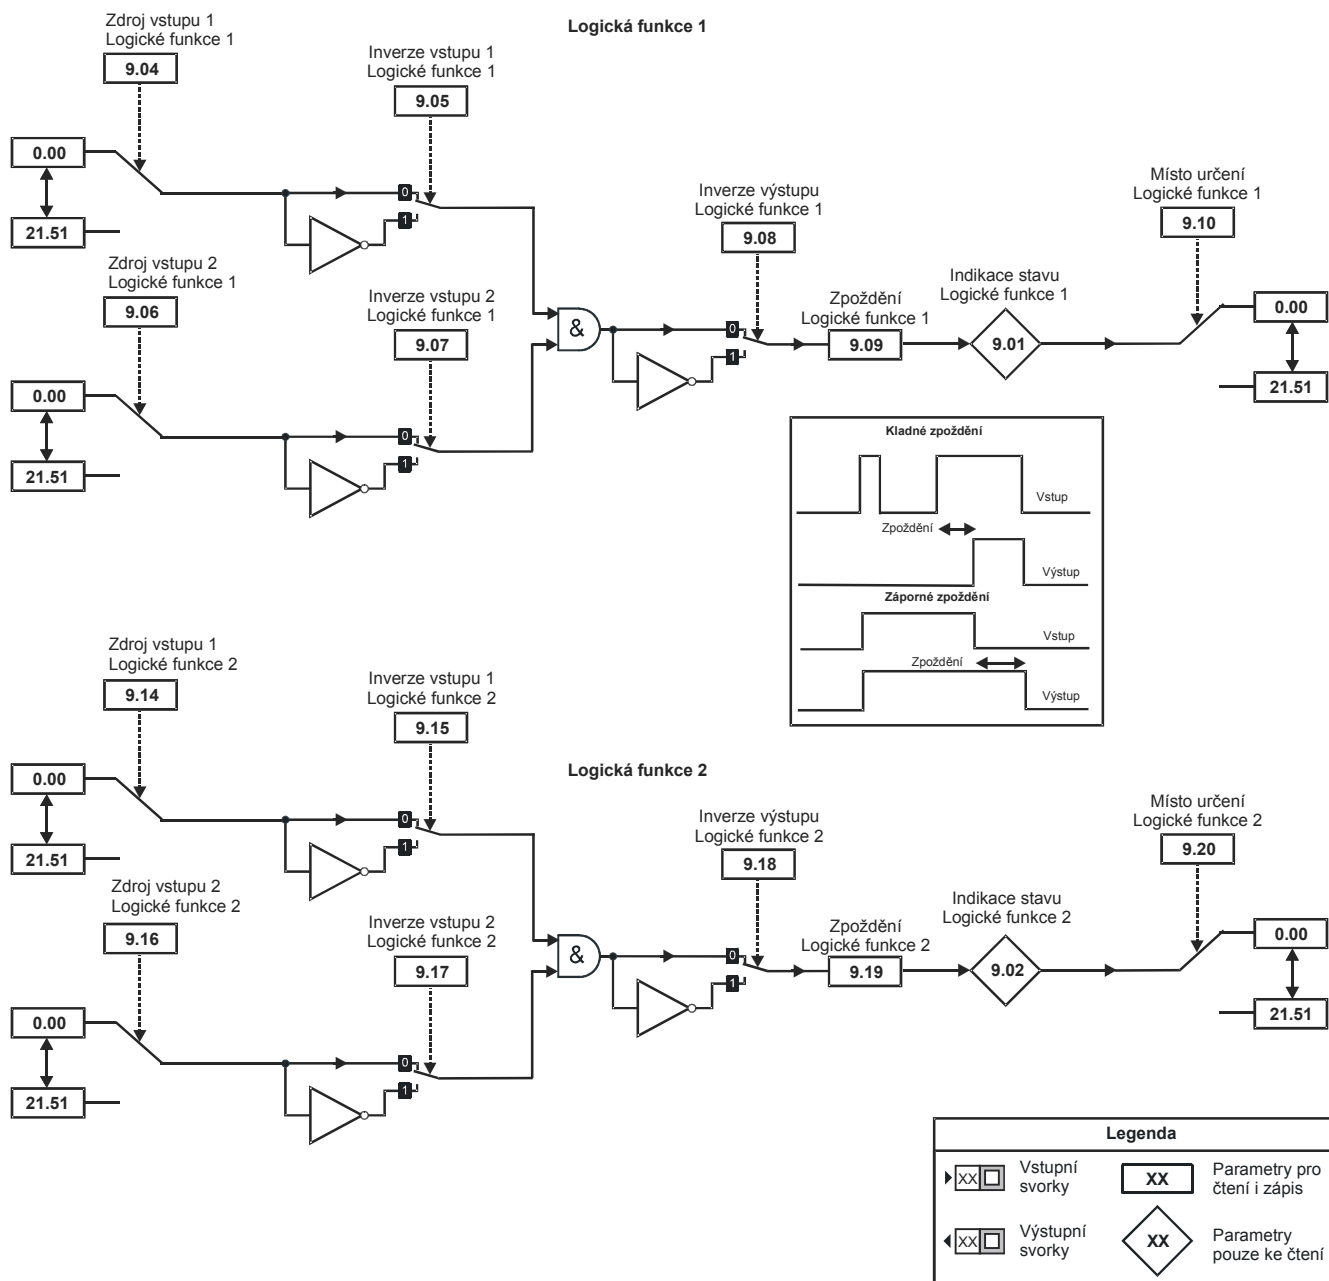 Zdroj vstupu 1
Logické funkce 1
9.04
Logická funkce 1
Inverze vstupu 1
Logické funkce 1
9.05
0.00
21.51
0
1
Zdroj vstupu 2
Logické funkce 1
9.06
Inverze vstupu 2
Logické funkce 1
9.07
0.00
21.51
0
1
&
Inverze výstupu
Logické funkce 1
9.08
0
1
Zpoždění
Logické funkce 1
9.09
Indikace stavu
Logické funkce 1
9.01
Místo určení
Logické funkce 1
9.10
0.00
21.51
Kladné zpoždění
Vstup
Zpoždění
Výstup
Záporné zpoždění
Vstup
Zpoždění
Výstup
Zdroj vstupu 1
Logické funkce 2
9.14
Inverze vstupu 1
Logické funkce 2
9.15
Logická funkce 2
0.00
21.51
0
1
Zdroj vstupu 2
Logické funkce 2
9.16
Inverze vstupu 2
Logické funkce 2
9.17
0.00
21.51
0
1
&
Inverze výstupu
Logické funkce 2
9.18
0
1
Zpoždění
Logické funkce 2
9.19
Indikace stavu
Logické funkce 2
9.02
Místo určení
Logické funkce 2
9.20
0.00
21.51
Legenda
XX
Vstupní
svorky
XX
Parametry pro
čtení i zápis
XX
Výstupní
svorky
XX
Parametry
pouze ke čtení